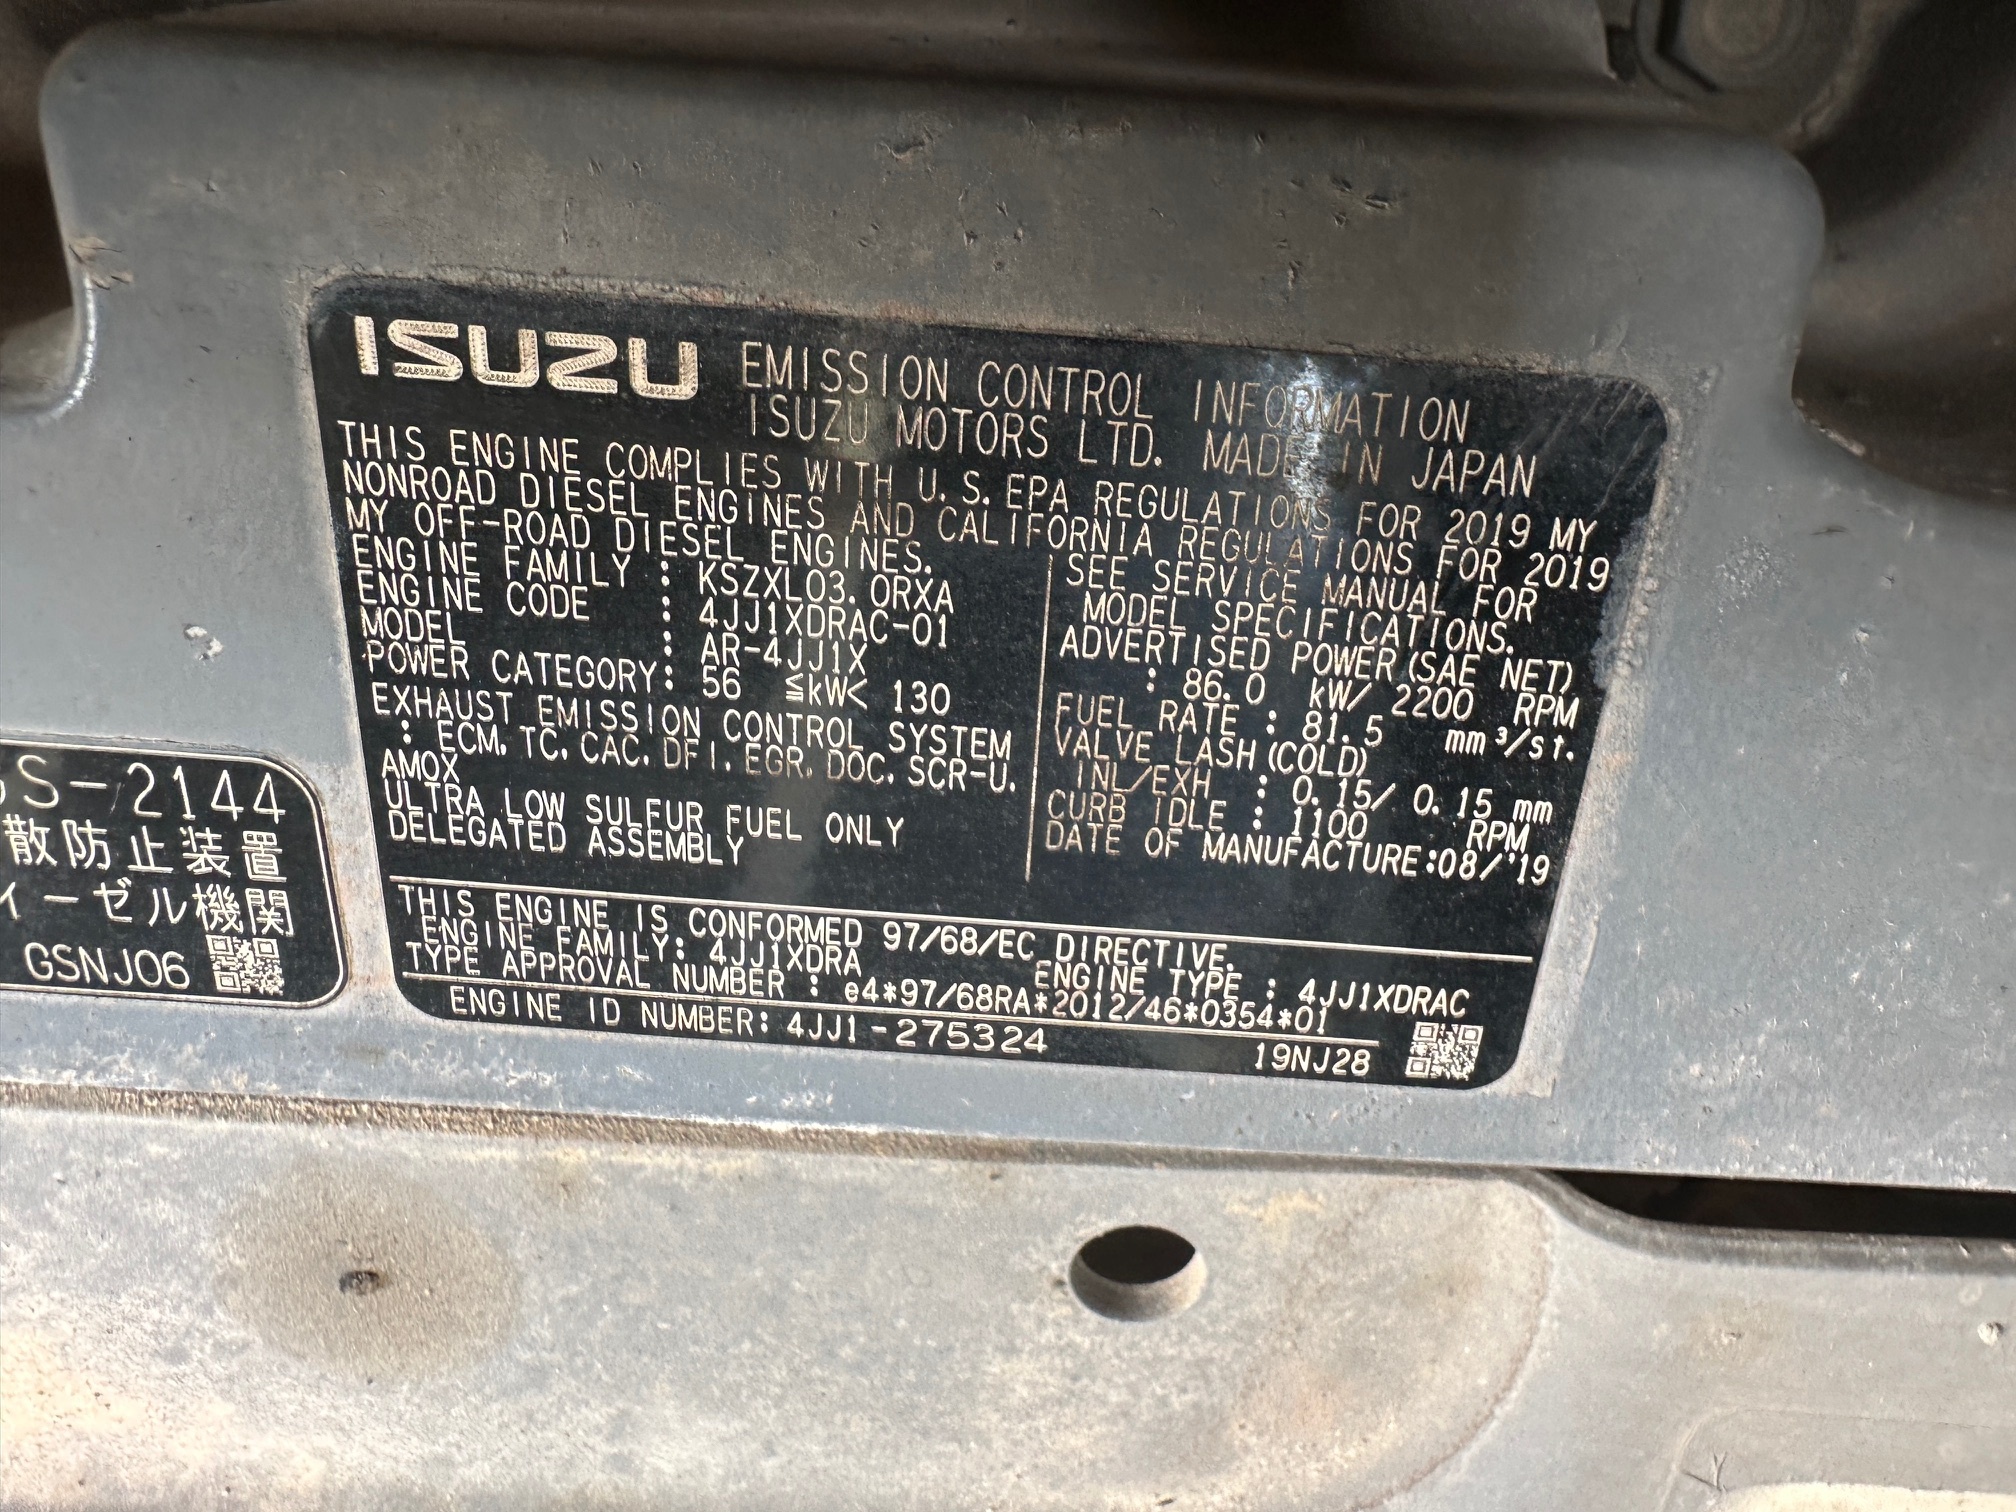 ISUZU EMISSION CONTROL INFORMATION
ISUZU MOTORS LTD. MADE IN JAPAN
THIS ENGINE COMPLIES WITH U.S.EPA REGULATIONS FOR 2019 MY
NONROAD DIESEL ENGINES AND CALIFORNIA REGULATIONS FOR 2019
MY OFF-ROAD DIESEL ENGINES.
ENGINE FAMILY : KSZXL03.0RXA
ENGINE CODE : 4JJ1XDRAC-01
MODEL : AR-4JJ1X
POWER CATEGORY : 56 ≦kW< 130
EXHAUST EMISSION CONTROL SYSTEM
: ECM. TC. CAC. DFI. EGR. DOC. SCR-U.
AMOX
ULTRA LOW SULFUR FUEL ONLY
DELEGATED ASSEMBLY
SEE SERVICE MANUAL FOR
MODEL SPECIFICATIONS.
ADVERTISED POWER(SAE NET)
: 86.0 kW/ 2200 RPM
FUEL RATE : 81.5 mm³/st.
VALVE LASH(COLD)
INL/EXH : 0.15/ 0.15 mm
CURB IDLE : 1100 RPM
DATE OF MANUFACTURE:08/'19
THIS ENGINE IS CONFORMED 97/68/EC DIRECTIVE.
ENGINE FAMILY: 4JJ1XDRA ENGINE TYPE : 4JJ1XDRAC
TYPE APPROVAL NUMBER : e4*97/68RA*2012/46*0354*01
ENGINE ID NUMBER: 4JJ1-275324 19NJ28
S-2144
散防止装置
ィーゼル機関
GSNJ06